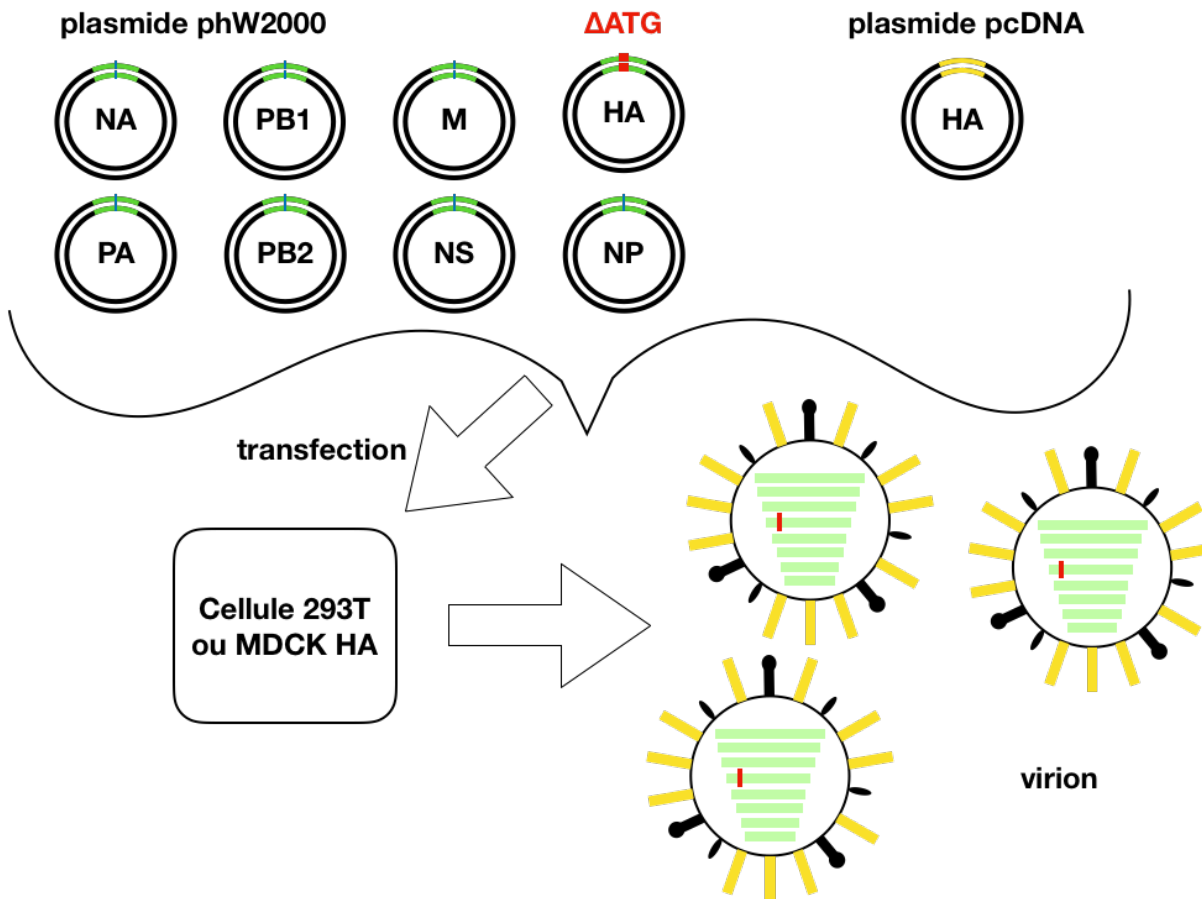 plasmide phW2000
ΔATG
plasmide pcDNA
NA
PB1
M
HA
HA
PA
PB2
NS
NP
transfection
Cellule 293T
ou MDCK HA
virion